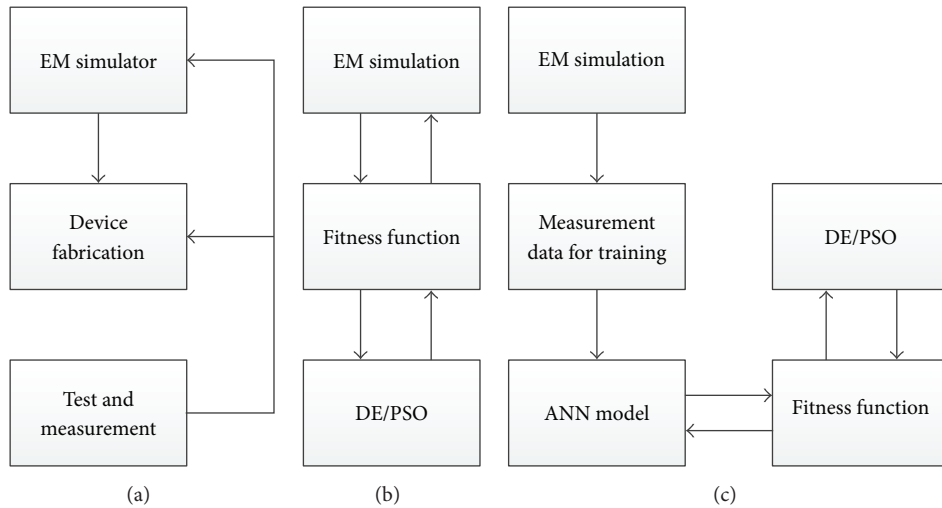 EM simulator
Device
fabrication
Test and
measurement
(a)
EM simulation
Fitness function
DE/PSO
(b)
EM simulation
Measurement
data for training
ANN model
DE/PSO
Fitness function
(c)